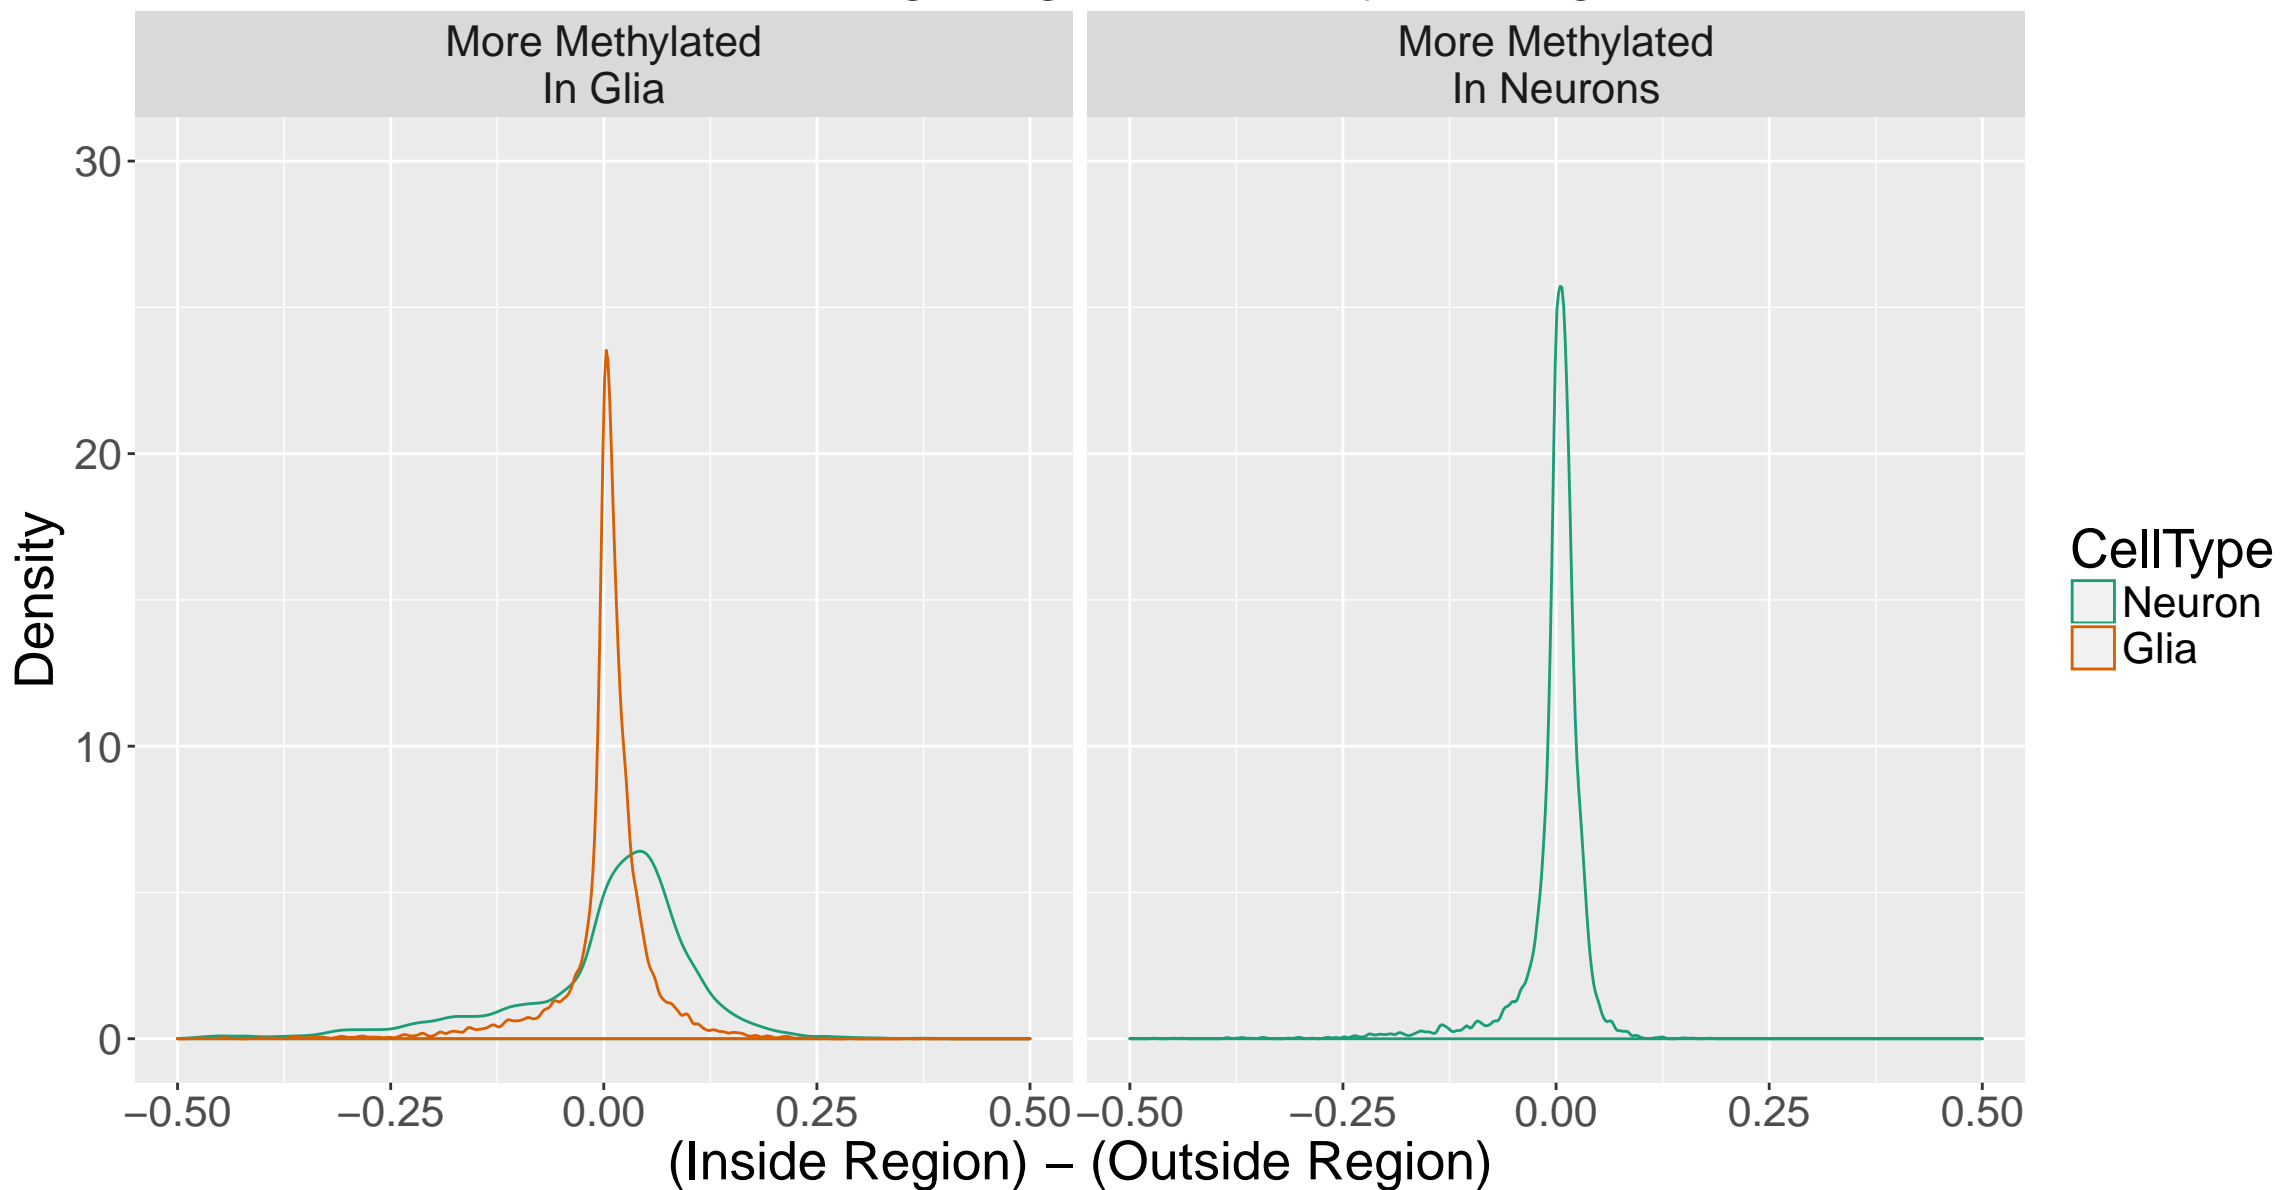 More Methylated
In Glia
More Methylated
In Neurons
30
20
10
0
Density
−0.50
−0.25
0.00
0.25
0.50
−0.50
−0.25
0.00
0.25
0.50
(Inside Region) − (Outside Region)
CellType
Neuron
Glia